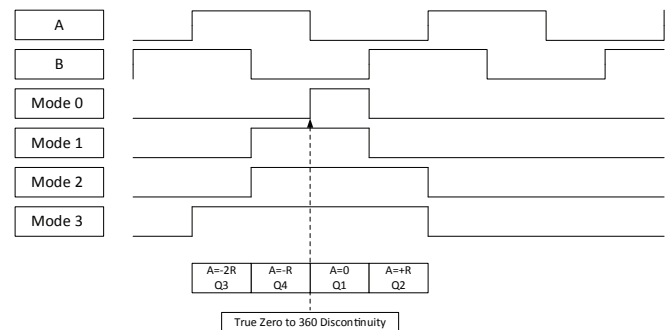 A
B
Mode 0
Mode 1
Mode 2
Mode 3
A=-2R A=-R A=0 A=+R
Q3 Q4 Q1 Q2
True Zero to 360 Discontinuity